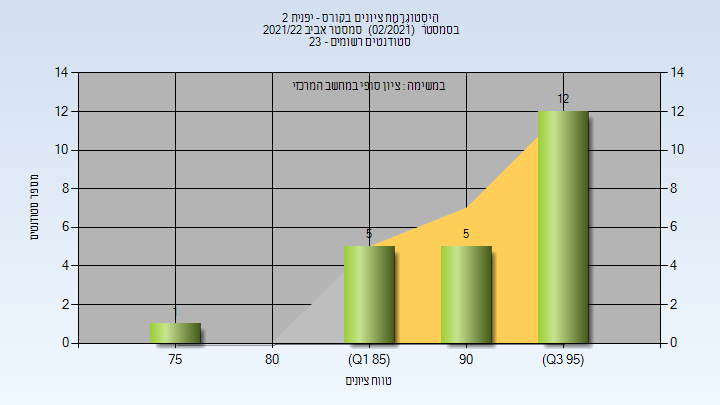 הִיסְטוֹגְרָמַת ציונים בקורס - יפנית 2
בסמסטר (02/2021) סמסטר אביב 2021/22
סטודנטים רשומים - 23
במשימה : ציון סופי במחשב המרכזי
מספר סטודנטים
14 14
12 12
10 10
8 8
6 6
4 4
2 2
0 0
1 5 5 12
75 80 (Q1 85) 90 (Q3 95)
טווח ציונים